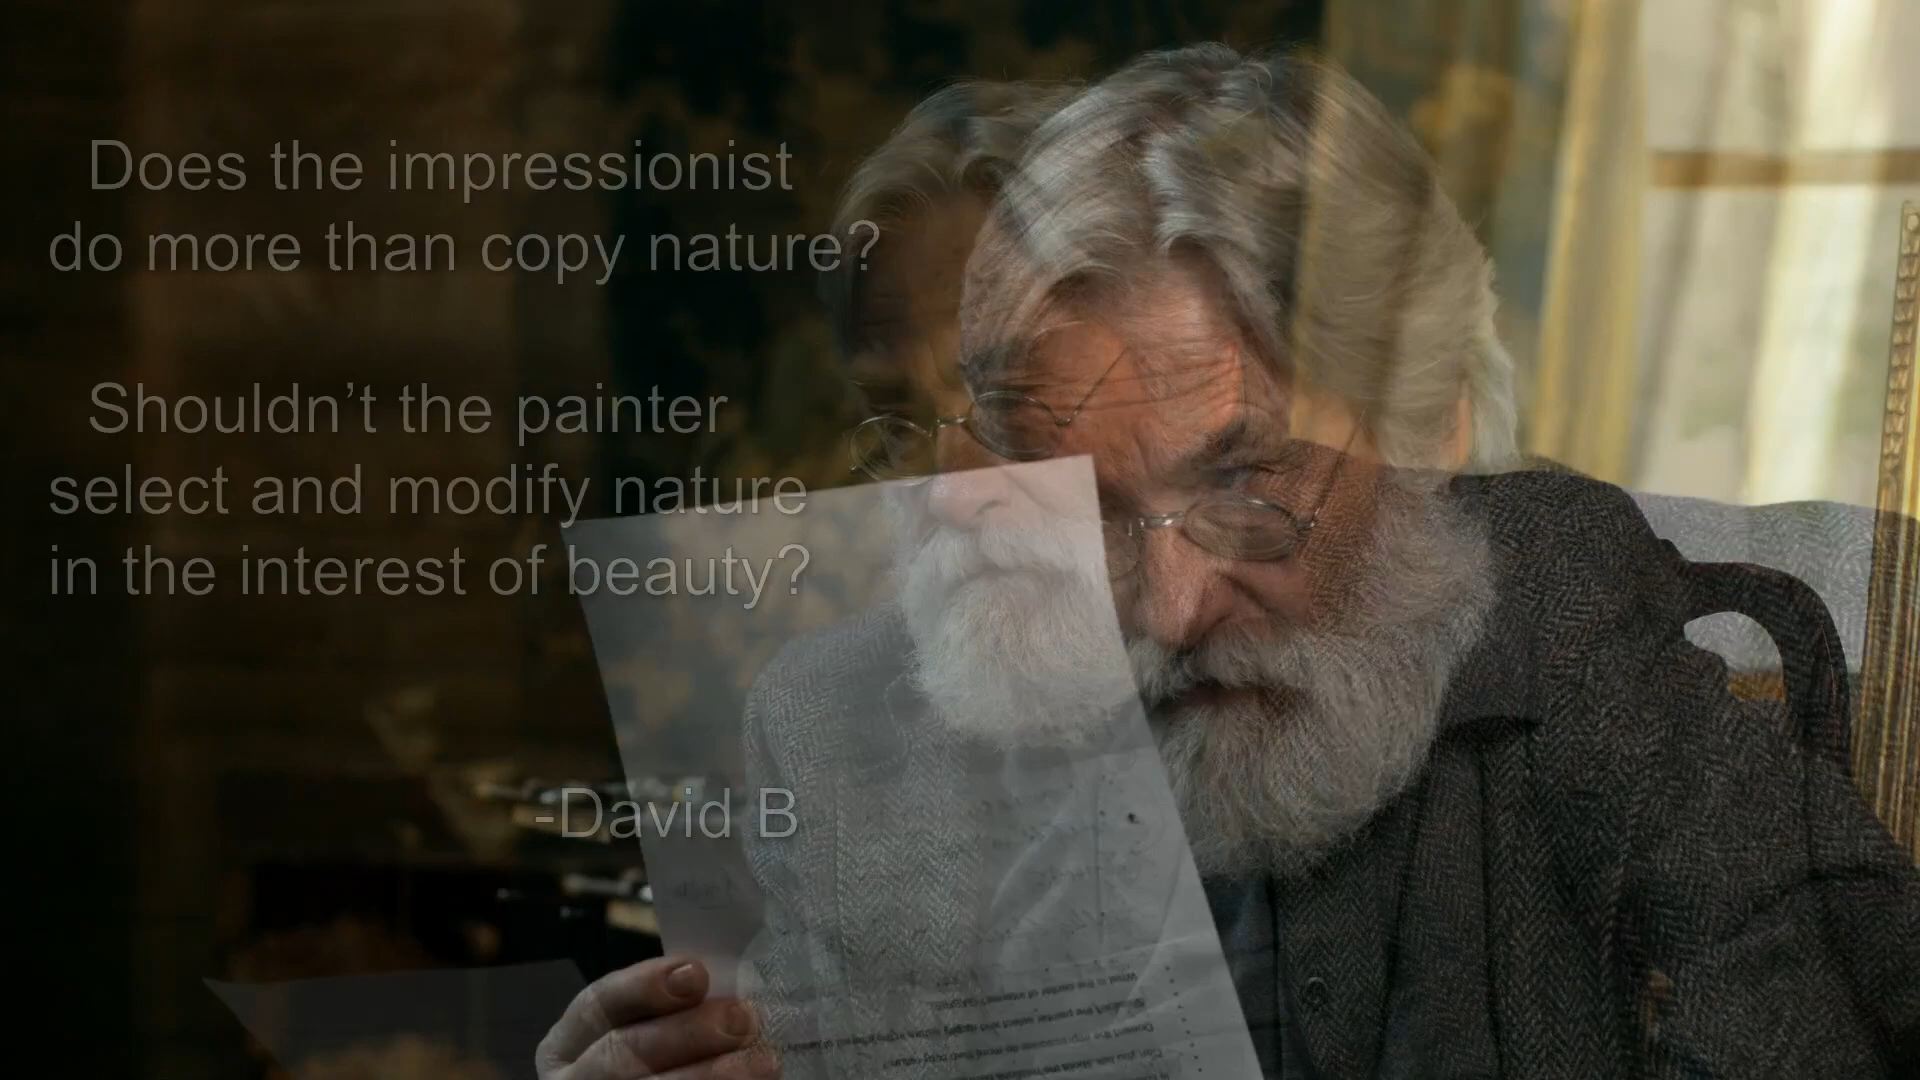 Does the impressionist
do more than copy nature?
Shouldn’t the painter
select and modify nature
in the interest of beauty?
-David B